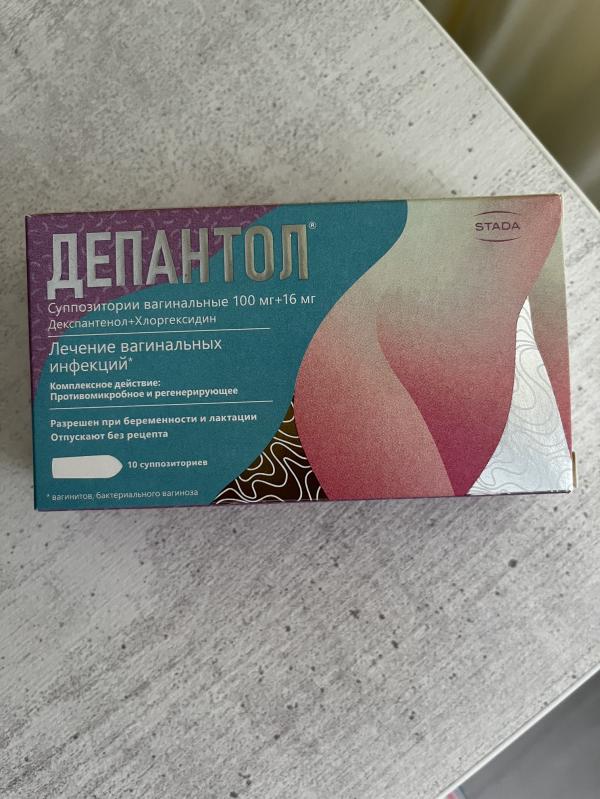 STADA
ДЕПАНТОЛ®
Суппозитории вагинальные 100 мг+16 мг
Декспантенол+Хлоргексидин
Лечение вагинальных
инфекций*
Комплексное действие:
Противомикробное и регенерирующее
Разрешен при беременности и лактации
Отпускают без рецепта
10 суппозиториев
* вагинитов, бактериального вагиноза